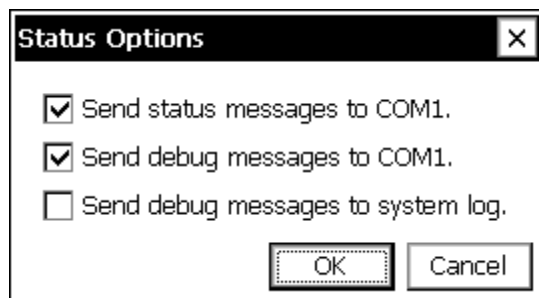 Status Options
Send status messages to COM1.
Send debug messages to COM1.
Send debug messages to system log.
OK Cancel